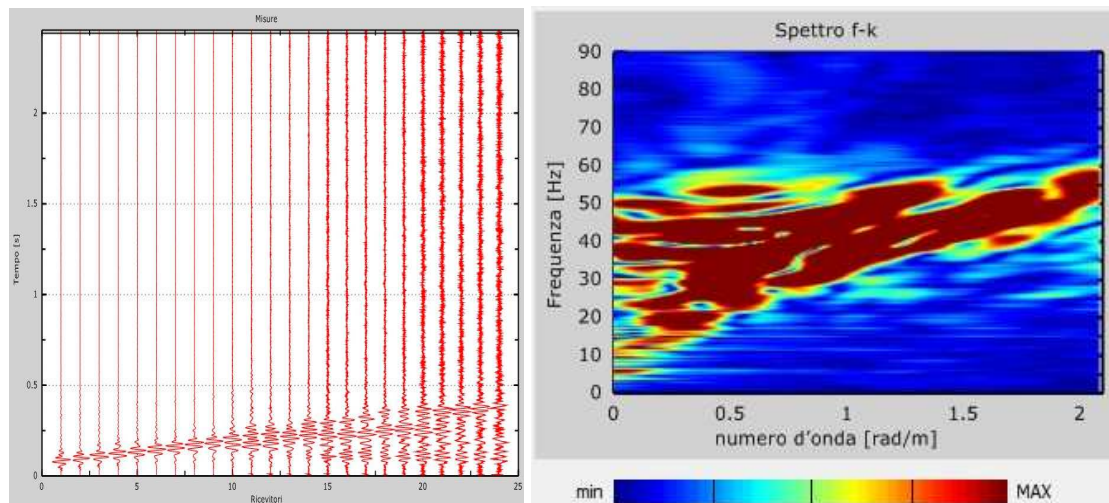 Misure
Tempo [s]
2
1.5
1
0.5
0
0 5 10 15 20 25
Ricevitori
Spettro f-k
Frequenza [Hz]
90
80
70
60
50
40
30
20
10
0
0 0.5 1 1.5 2
numero d'onda [rad/m]
min MAX